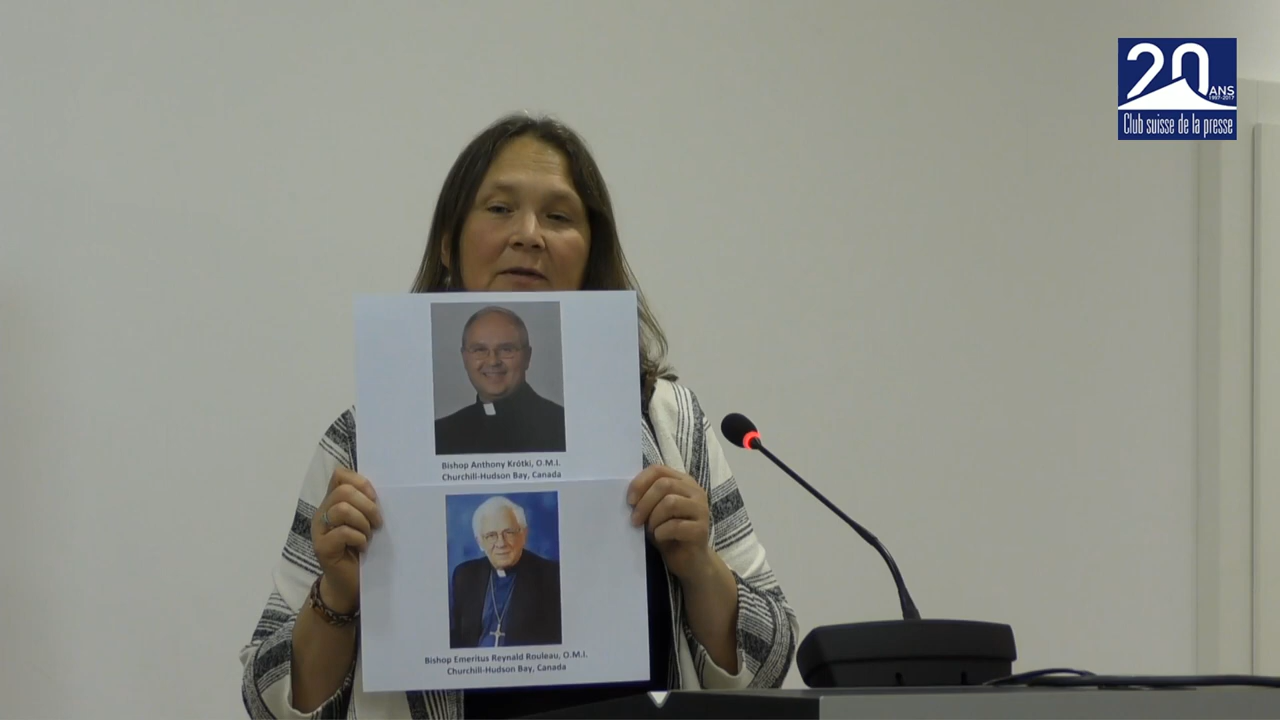 20
ANS
1997-2017
Club suisse de la presse
Bishop Anthony Krótki, O.M.I.
Churchill-Hudson Bay, Canada
Bishop Emeritus Reynald Rouleau, O.M.I.
Churchill-Hudson Bay, Canada